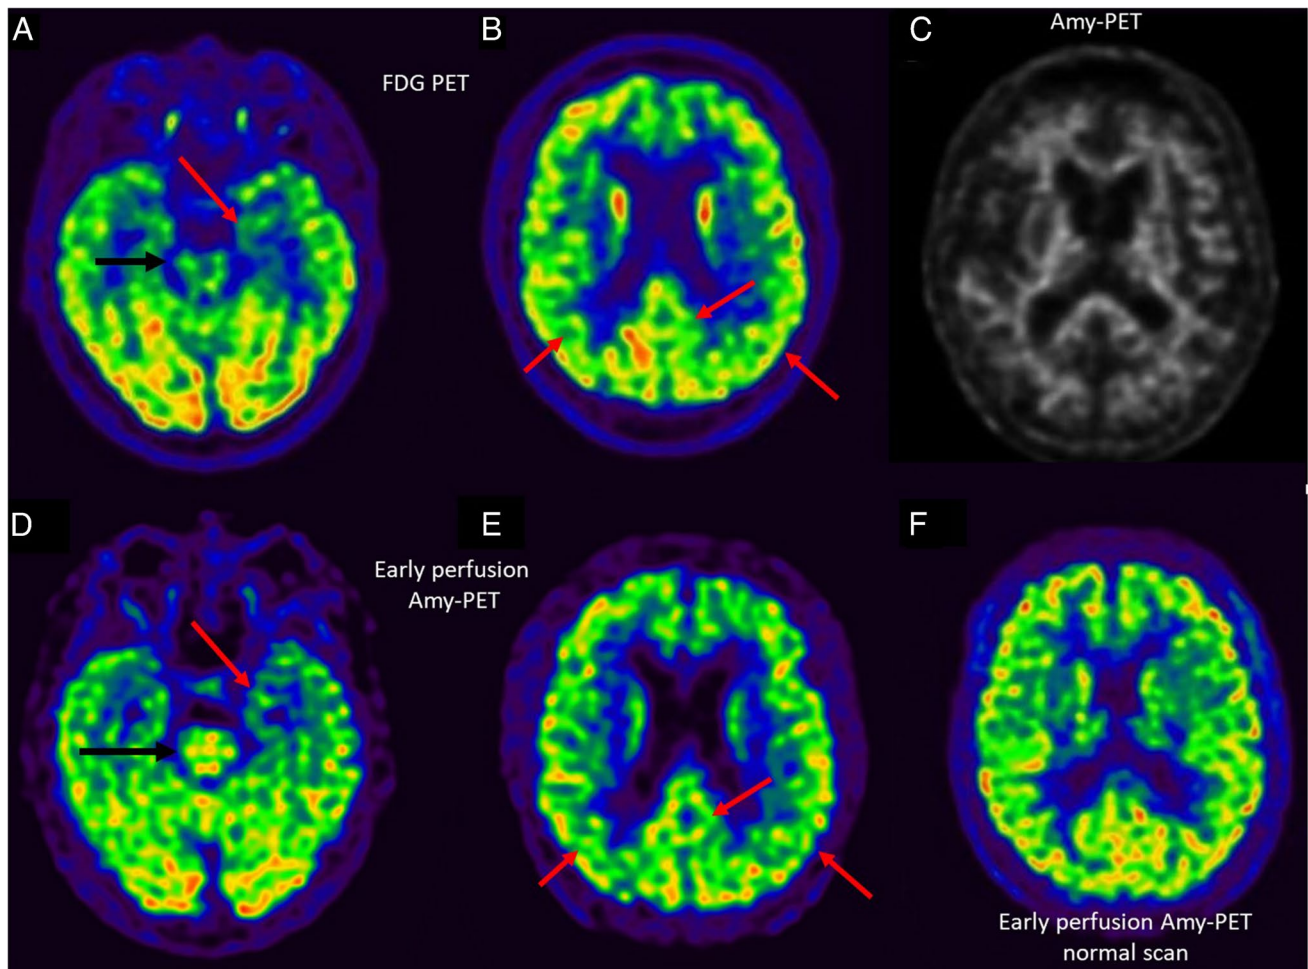 A
B
C
Amy-PET
FDG PET
D
E
F
Early perfusion
Amy-PET
Early perfusion Amy-PET
normal scan